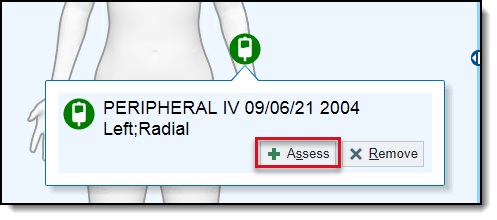 PERIPHERAL IV 09/06/21 2004
Left;Radial
Assess Remove